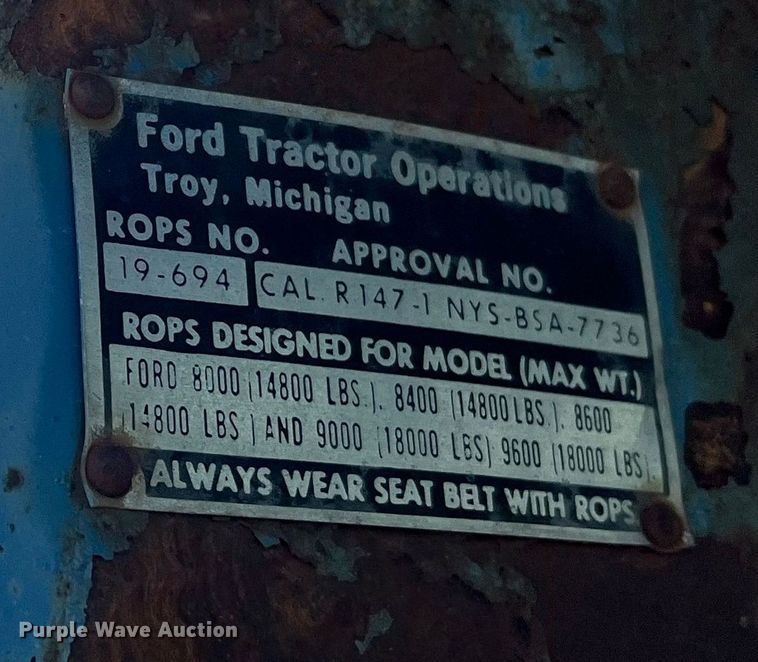 Ford Tractor Operations
Troy, Michigan
ROPS NO. APPROVAL NO.
19-694 CAL. R 147-1 NYS-BSA-7736
ROPS DESIGNED FOR MODEL (MAX WT.)
FORD 8000 (14800 LBS.), 8400 (14800 LBS.), 8600
(14800 LBS.) AND 9000 (18000 LBS) 9600 (18000 LBS).
ALWAYS WEAR SEAT BELT WITH ROPS
Purple Wave Auction